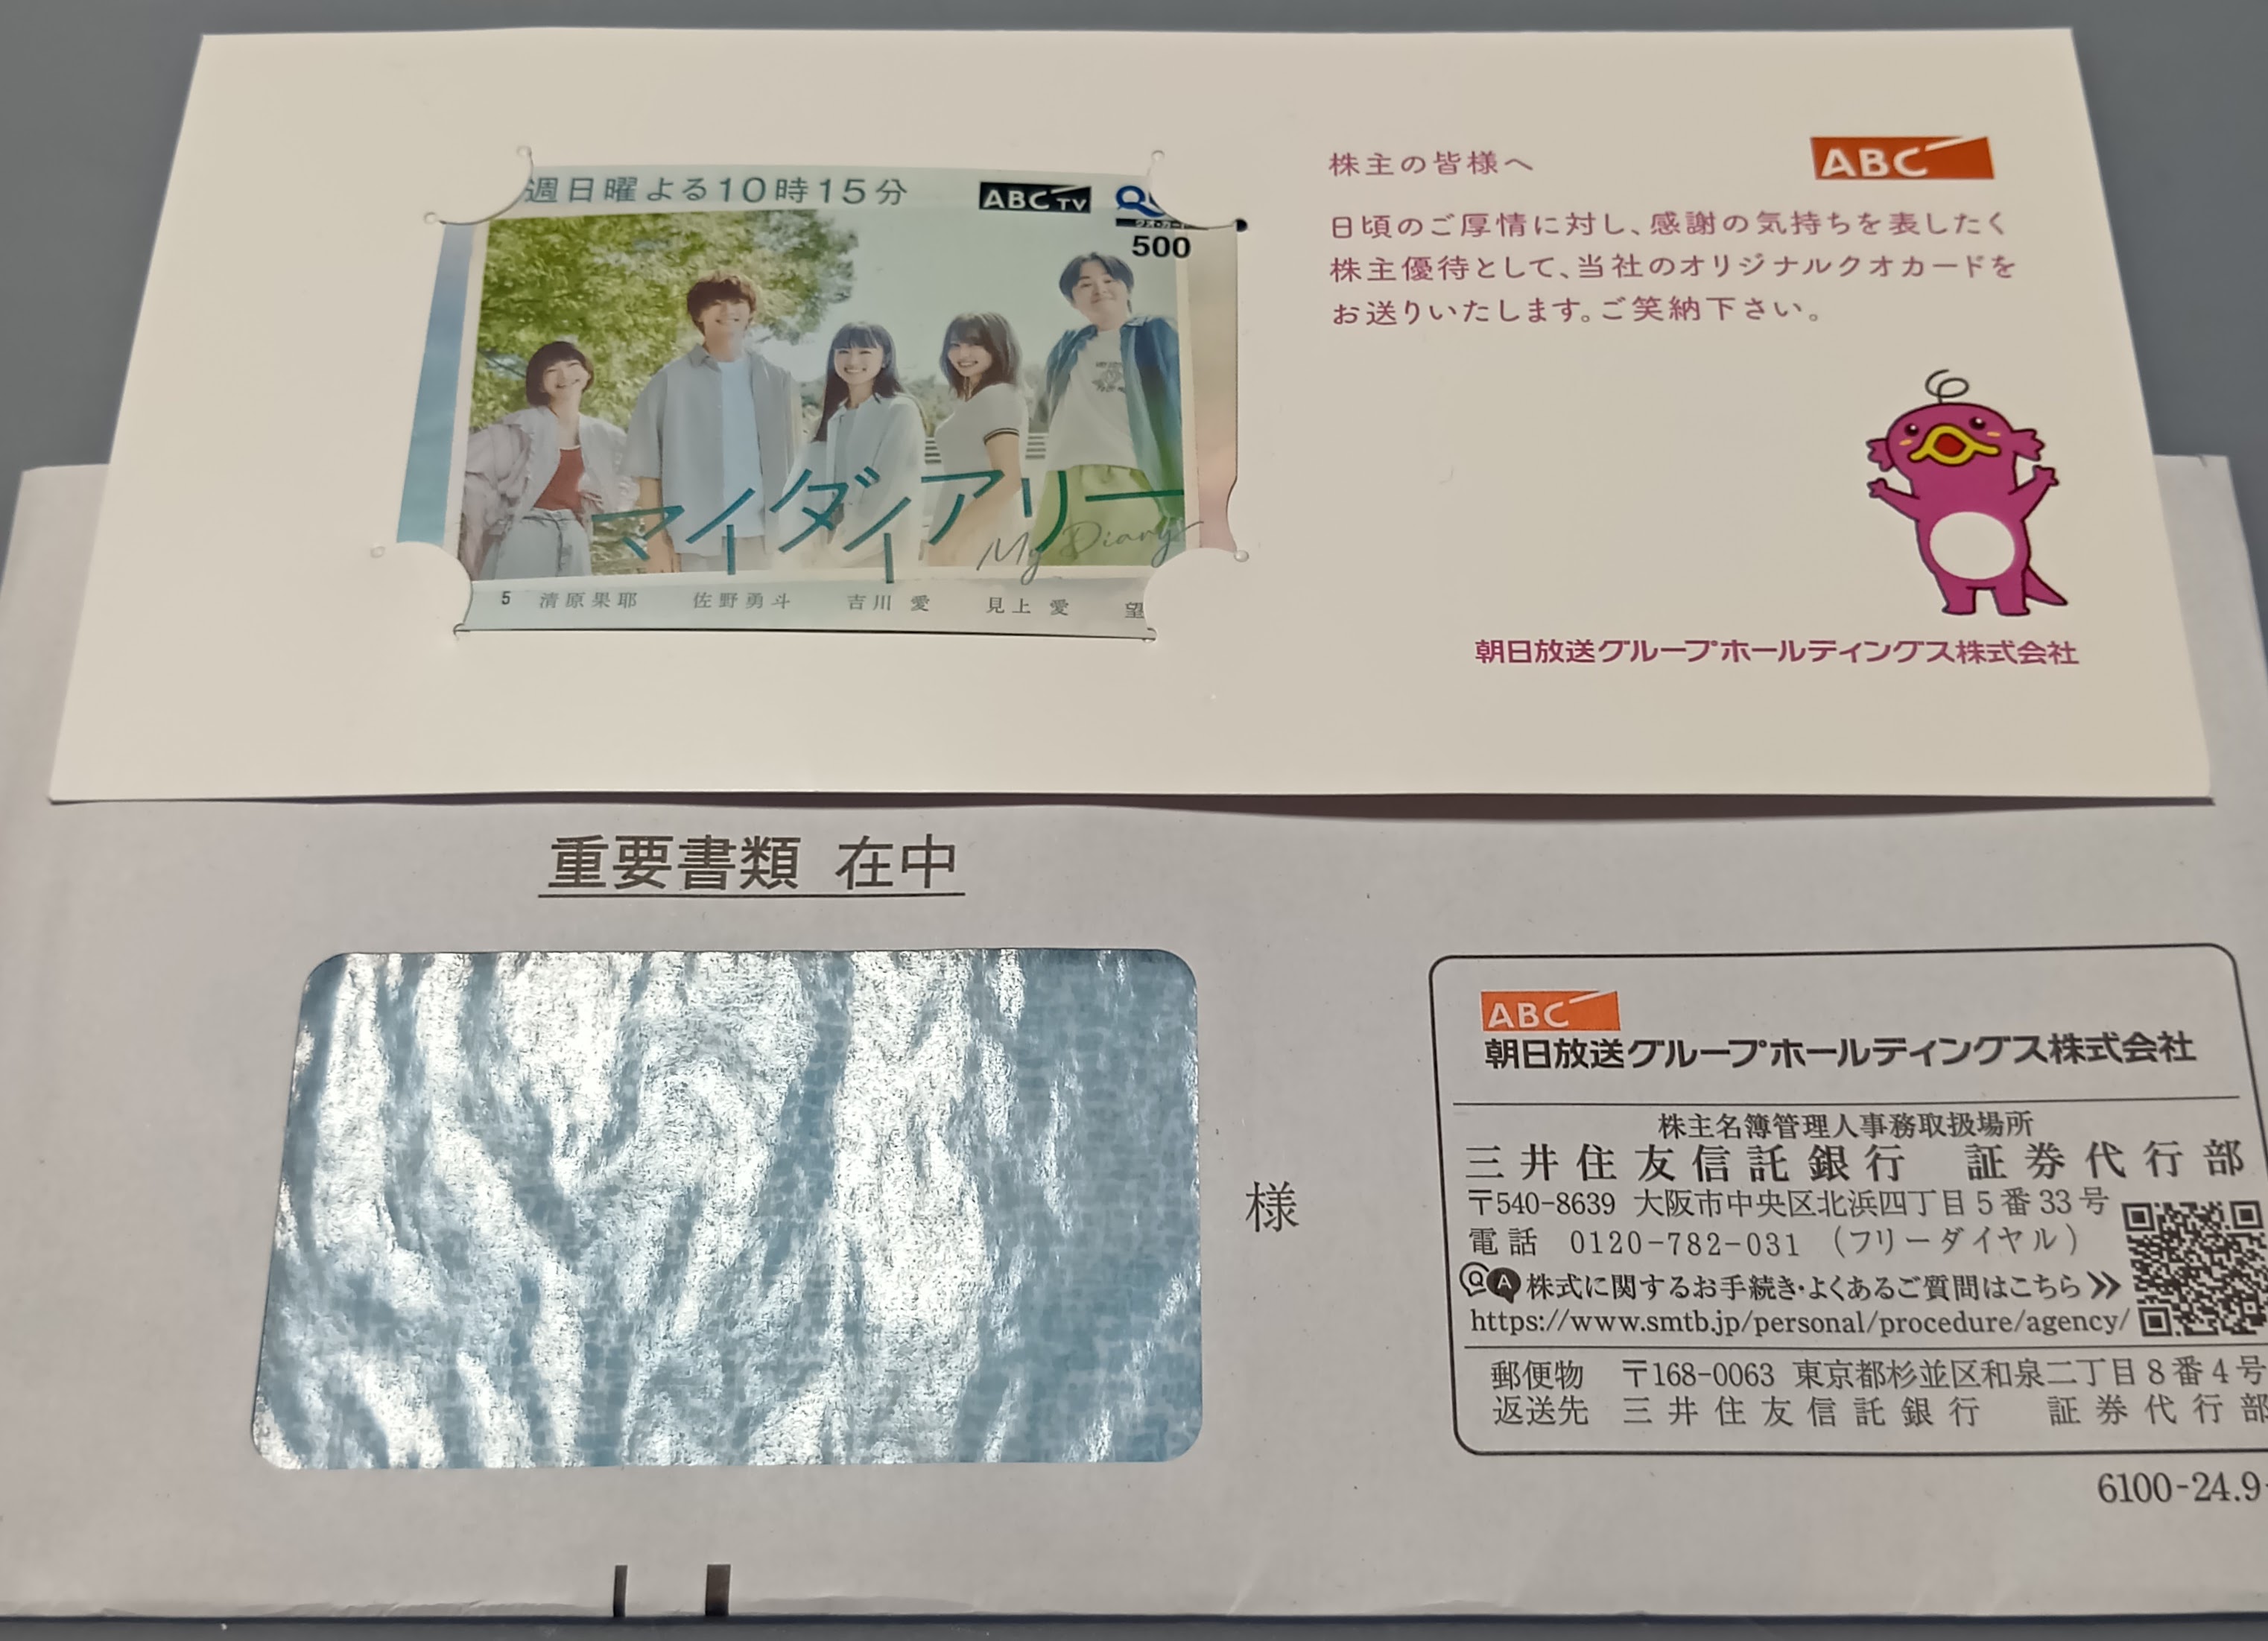 週日曜よる10時15分
ABC TV
クオ・カード
500
マイダイアリー
My Diary
5 清原果耶 佐野勇斗 吉川 愛 見上 愛 望
株主の皆様へ
ABC
日頃のご厚情に対し、感謝の気持ちを表したく
株主優待として、当社のオリジナルクオカードを
お送りいたします。ご笑納下さい。
朝日放送グループホールディングス株式会社
重要書類 在中
様
ABC
朝日放送グループホールディングス株式会社
株主名簿管理人事務取扱場所
三井住友信託銀行 証券代行部
〒540-8639 大阪市中央区北浜四丁目5番33号
電話 0120-782-031 (フリーダイヤル)
QA 株式に関するお手続き・よくあるご質問はこちら
https://www.smtb.jp/personal/procedure/agency/
郵便物 〒168-0063 東京都杉並区和泉二丁目8番4号
返送先 三井住友信託銀行 証券代行部
6100-24.9-